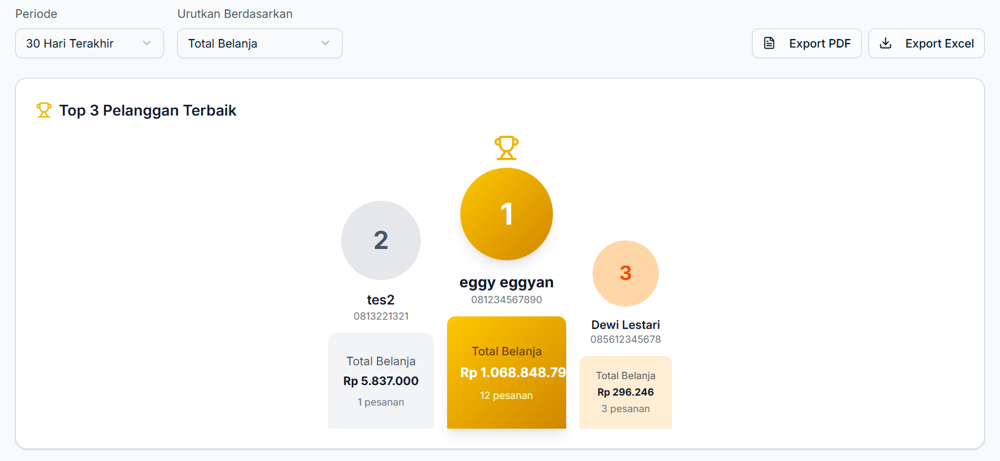 Periode
Urutkan Berdasarkan
30 Hari Terakhir
Total Belanja
Export PDF
Export Excel
Top 3 Pelanggan Terbaik
2
tes2
0813221321
Total Belanja
Rp 5.837.000
1 pesanan
1
eggy eggyan
081234567890
Total Belanja
Rp 1.068.848.79
12 pesanan
3
Dewi Lestari
085612345678
Total Belanja
Rp 296.246
3 pesanan